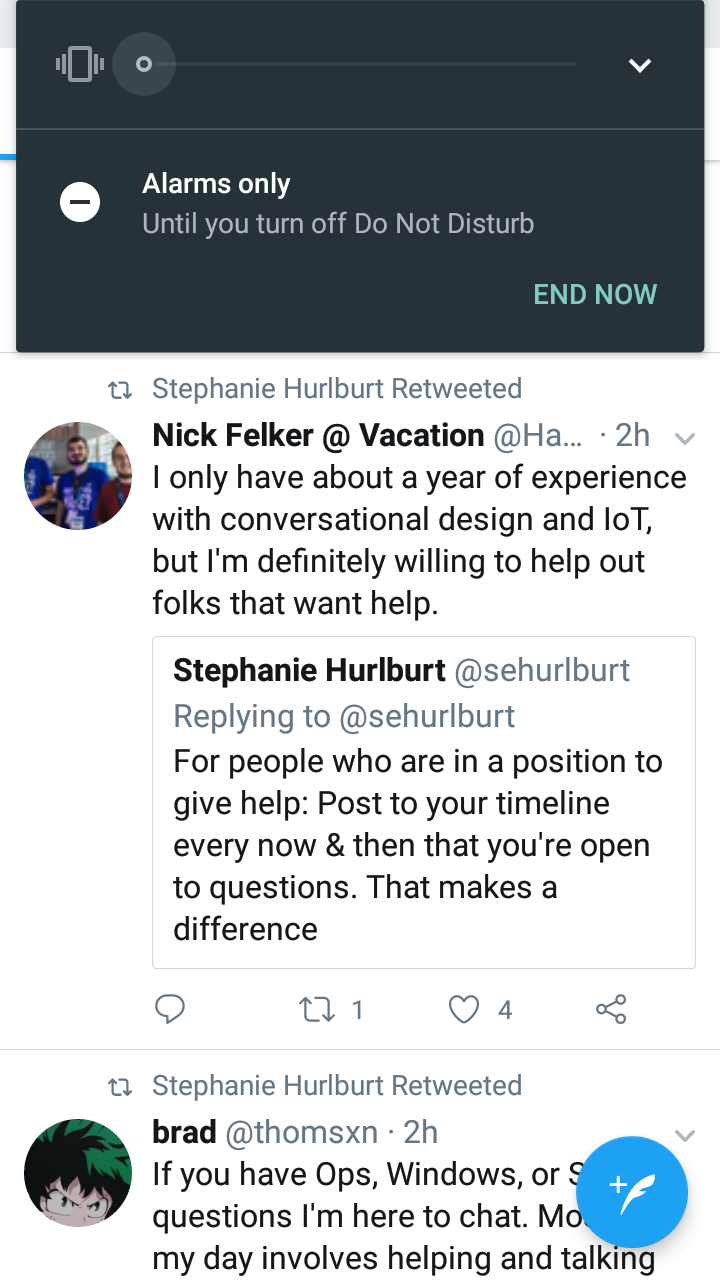 Alarms only
Until you turn off Do Not Disturb
END NOW
Stephanie Hurlburt Retweeted
Nick Felker @ Vacation @Ha... · 2h
I only have about a year of experience
with conversational design and IoT,
but I'm definitely willing to help out
folks that want help.
Stephanie Hurlburt @sehurlburt
Replying to @sehurlburt
For people who are in a position to
give help: Post to your timeline
every now & then that you're open
to questions. That makes a
difference
1
4
Stephanie Hurlburt Retweeted
brad @thomsxn · 2h
If you have Ops, Windows, or
questions I'm here to chat.
my day involves helping and talking